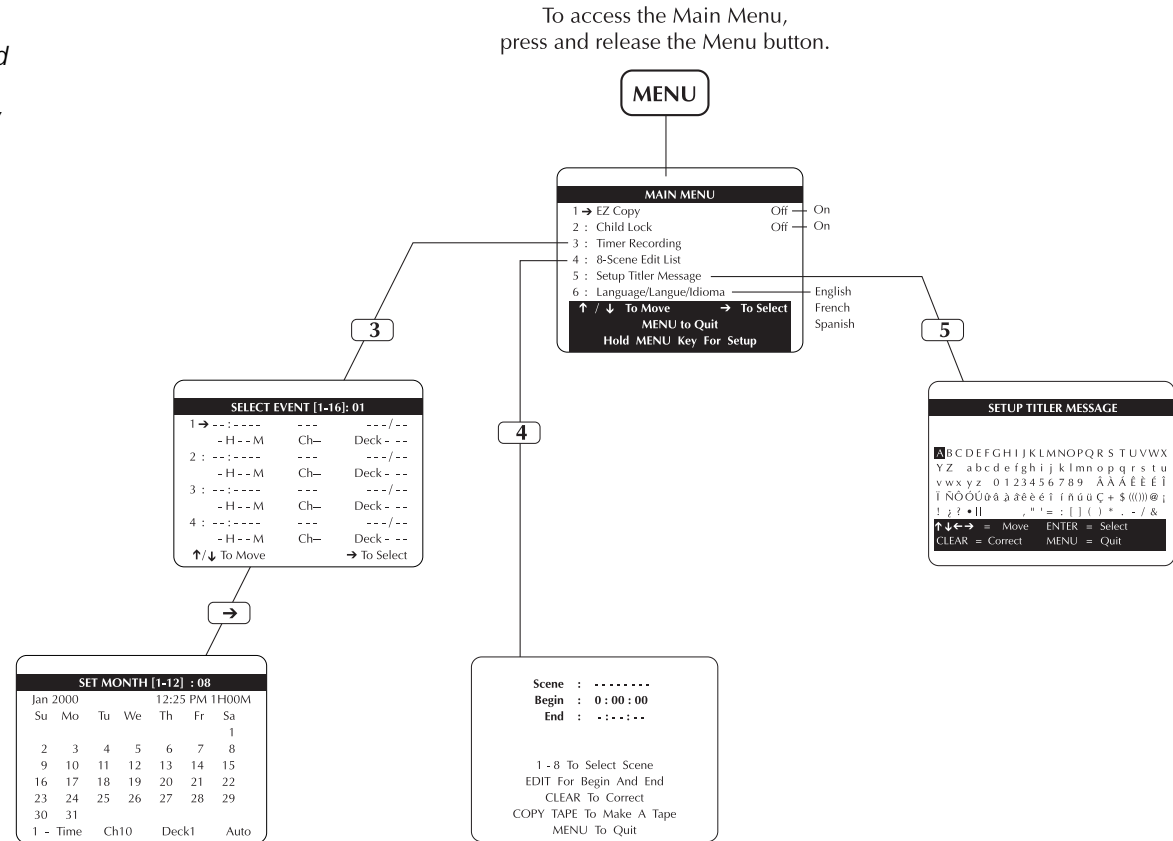 d
To access the Main Menu,
press and release the Menu button.
MENU
MAIN MENU
1 → EZ Copy Off — On
2 : Child Lock Off — On
3 : Timer Recording
4 : 8-Scene Edit List
5 : Setup Titler Message
6 : Language/Langue/Idioma English
French
Spanish
↑ / ↓ To Move → To Select
MENU to Quit
Hold MENU Key For Setup
3
SELECT EVENT [1-16]: 01
1 → - - : - - - - - - - - - - / - -
- H - - M Ch– Deck - - -
2 : - - : - - - - - - - - - - / - -
- H - - M Ch– Deck - - -
3 : - - : - - - - - - - - - - / - -
- H - - M Ch– Deck - - -
4 : - - : - - - - - - - - - - / - -
- H - - M Ch– Deck - - -
↑/↓ To Move → To Select
→
SET MONTH [1-12] : 08
Jan 2000 12:25 PM 1H00M
Su Mo Tu We Th Fr Sa
1
2 3 4 5 6 7 8
9 10 11 12 13 14 15
16 17 18 19 20 21 22
23 24 25 26 27 28 29
30 31
1 - Time Ch10 Deck1 Auto
4
Scene : - - - - - - - -
Begin : 0 : 00 : 00
End : - : - - : - -
1 - 8 To Select Scene
EDIT For Begin And End
CLEAR To Correct
COPY TAPE To Make A Tape
MENU To Quit
5
SETUP TITLER MESSAGE
A B C D E F G H I J K L M N O P Q R S T U V W X
Y Z a b c d e f g h i j k l m n o p q r s t u
v w x y z 0 1 2 3 4 5 6 7 8 9 Â À Á Ê È É Î
Ï Ñ Ô Ó Ú û â à á ê è é î í ñ ú ü Ç + $ ((())) @ ¡
! ¿ ? • || , " ' = : [ ] ( ) * . - / &
↑↓←→ = Move ENTER = Select
CLEAR = Correct MENU = Quit